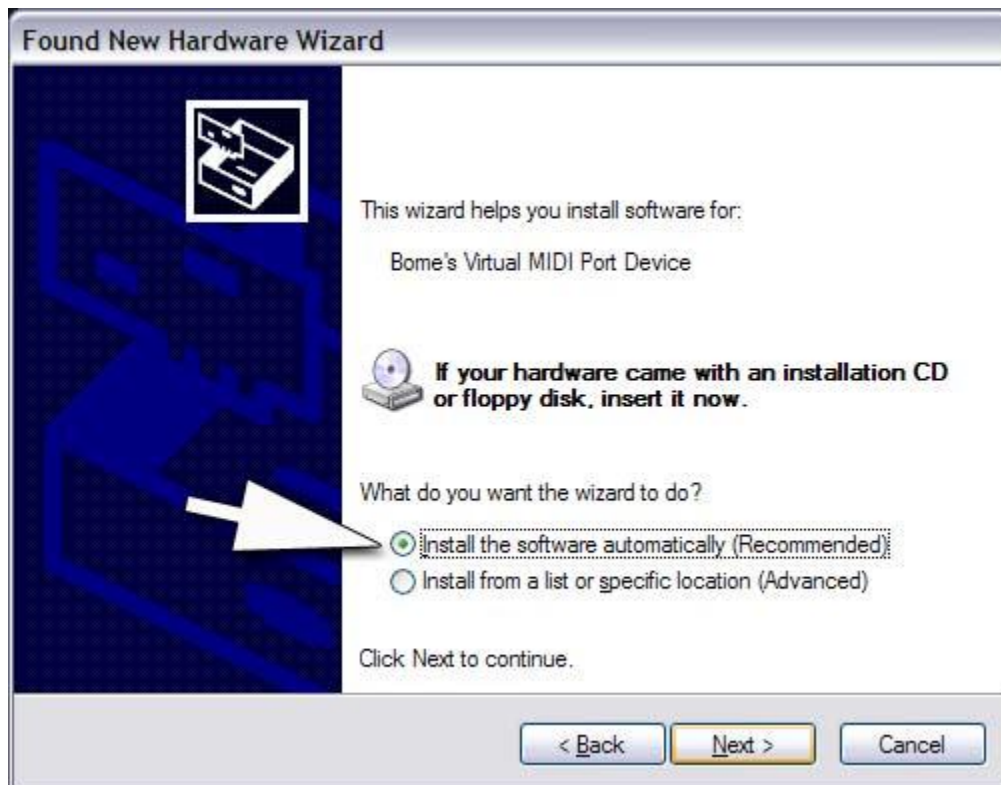 Found New Hardware Wizard
This wizard helps you install software for:
Bome's Virtual MIDI Port Device
If your hardware came with an installation CD
or floppy disk, insert it now.
What do you want the wizard to do?
Install the software automatically (Recommended)
Install from a list or specific location (Advanced)
Click Next to continue.
< Back Next > Cancel